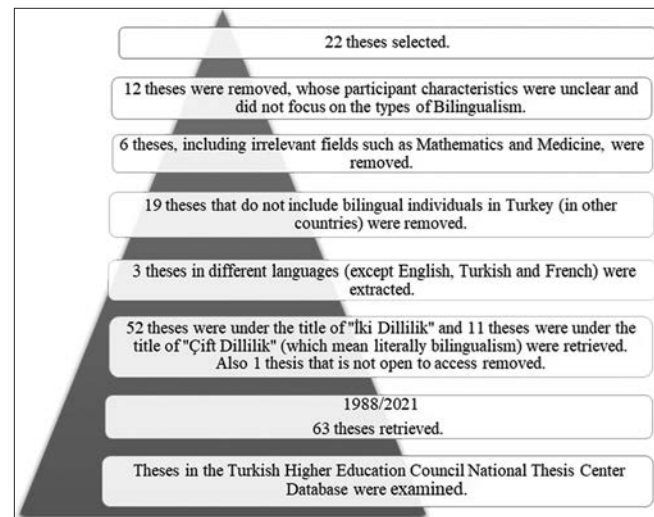 22 theses selected.
12 theses were removed, whose participant characteristics were unclear and
did not focus on the types of Bilingualism.
6 theses, including irrelevant fields such as Mathematics and Medicine, were
removed.
19 theses that do not include bilingual individuals in Turkey (in other
countries) were removed.
3 theses in different languages (except English, Turkish and French) were
extracted.
52 theses were under the title of "İki Dillilik" and 11 theses were under the
title of "Çift Dillilik" (which mean literally bilingualism) were retrieved.
Also 1 thesis that is not open to access removed.
1988/2021
63 theses retrieved.
Theses in the Turkish Higher Education Council National Thesis Center
Database were examined.